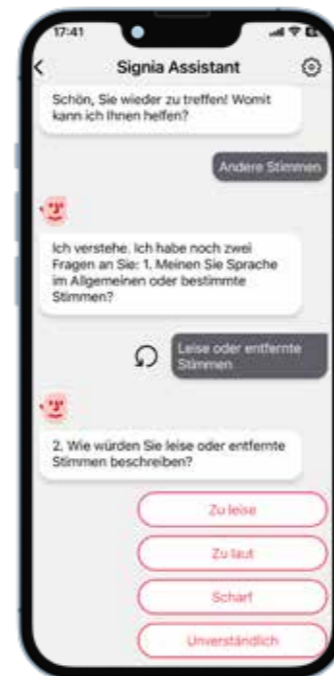 17:41
Signia Assistant
Schön, Sie wieder zu treffen! Womit
kann ich Ihnen helfen?
Andere Stimmen
Ich verstehe. Ich habe noch zwei
Fragen an Sie: 1. Meinen Sie Sprache
im Allgemeinen oder bestimmte
Stimmen?
Leise oder entfernte
Stimmen
2. Wie würden Sie leise oder entfernte
Stimmen beschreiben?
Zu leise
Zu laut
Scharf
Unverständlich